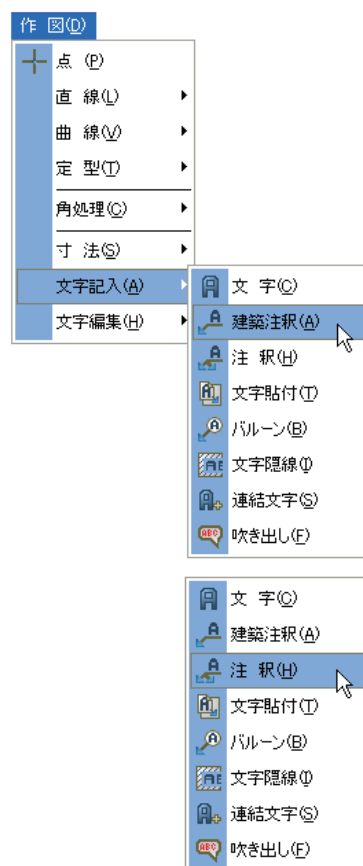 作 図(D)
点 (P)
直 線(L)
曲 線(V)
定 型(T)
角処理(C)
寸 法(S)
文字記入(A)
文字編集(H)
文 字(C)
建築注釈(A)
注 釈(H)
文字貼付(T)
バルーン(B)
文字隠線(I)
連結文字(S)
吹き出し(F)
文 字(C)
建築注釈(A)
注 釈(H)
文字貼付(T)
バルーン(B)
文字隠線(I)
連結文字(S)
吹き出し(F)